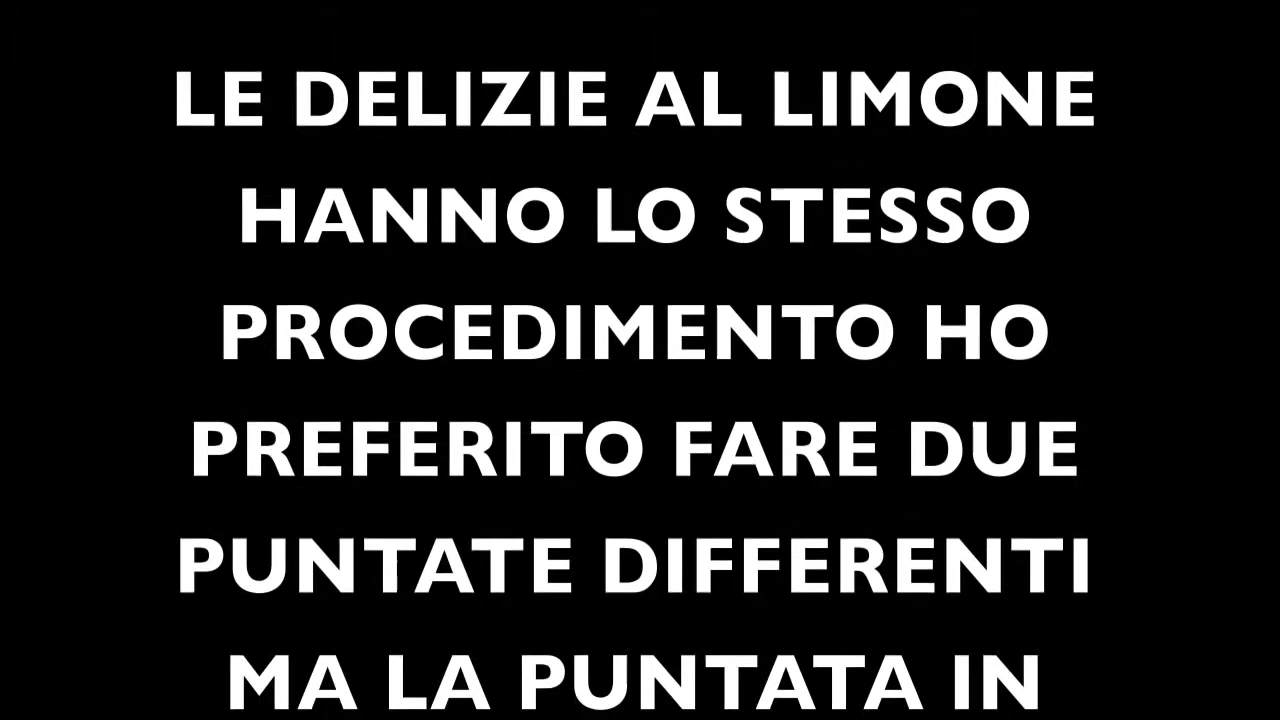 LE DELIZIE AL LIMONE
HANNO LO STESSO
PROCEDIMENTO HO
PREFERITO FARE DUE
PUNTATE DIFFERENTI
MA LA PUNTATA IN